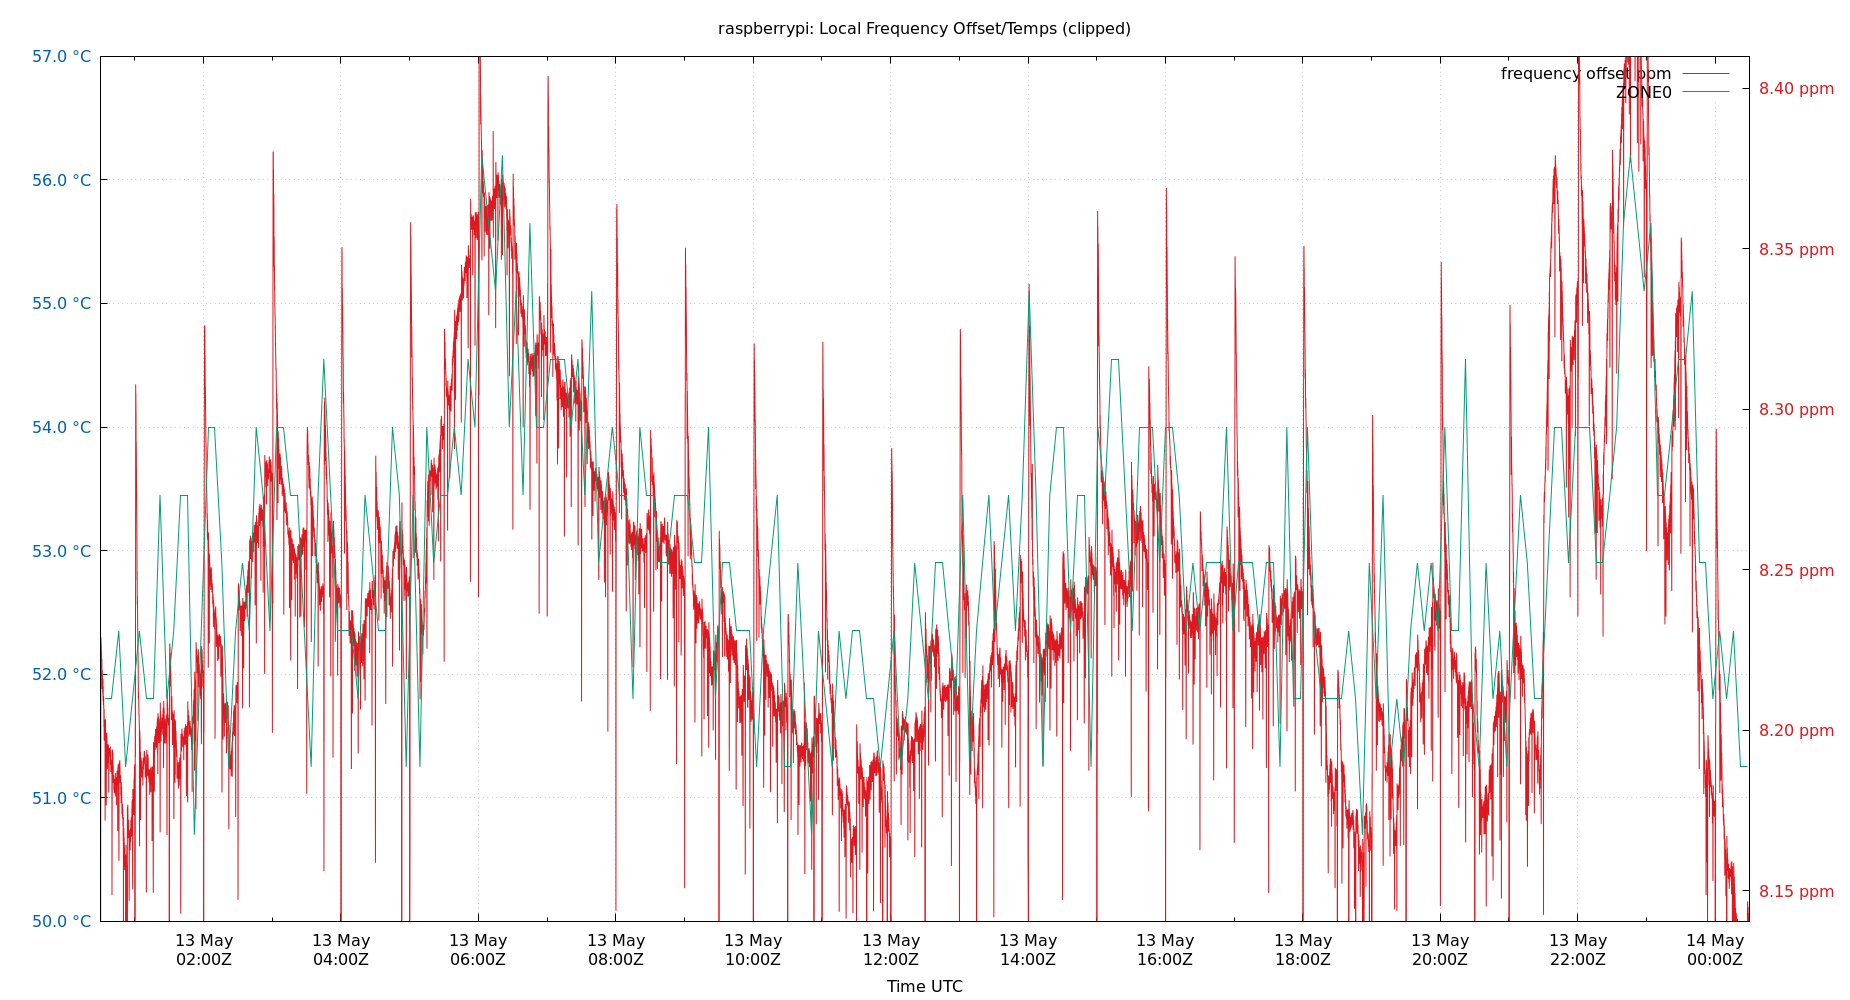 raspberrypi: Local Frequency Offset/Temps (clipped)
57.0 °C
56.0 °C
55.0 °C
54.0 °C
53.0 °C
52.0 °C
51.0 °C
50.0 °C
frequency offset ppm
ZONE0
8.40 ppm
8.35 ppm
8.30 ppm
8.25 ppm
8.20 ppm
8.15 ppm
13 May 13 May 13 May 13 May 13 May 13 May 13 May 13 May 13 May 13 May 13 May 14 May
02:00Z 04:00Z 06:00Z 08:00Z 10:00Z 12:00Z 14:00Z 16:00Z 18:00Z 20:00Z 22:00Z 00:00Z
Time UTC